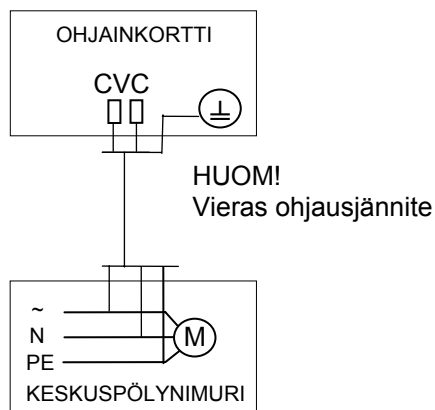 OHJAINKORTTI
CVC
HUOM!
Vieras ohjausjännite
~
N
M
PE
KESKUSPÖLYNIMURI